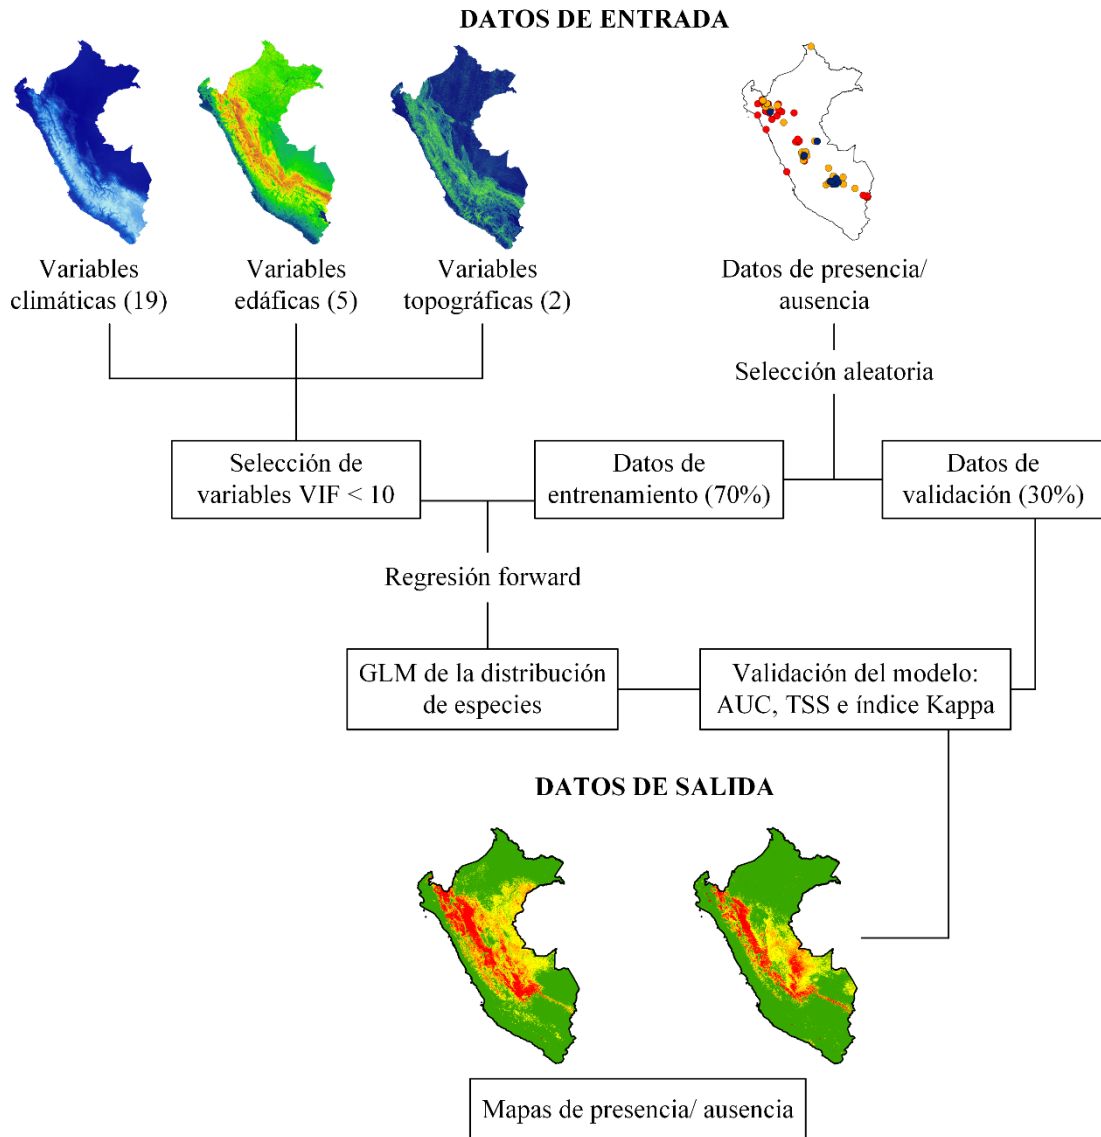 DATOS DE ENTRADA
Variables
climáticas (19)
Variables
edáficas (5)
Variables
topográficas (2)
Datos de presencia/
ausencia
Selección aleatoria
Selección de
variables VIF < 10
Datos de
entrenamiento (70%)
Datos de
validación (30%)
Regresión forward
GLM de la distribución
de especies
Validación del modelo:
AUC, TSS e índice Kappa
DATOS DE SALIDA
Mapas de presencia/ ausencia